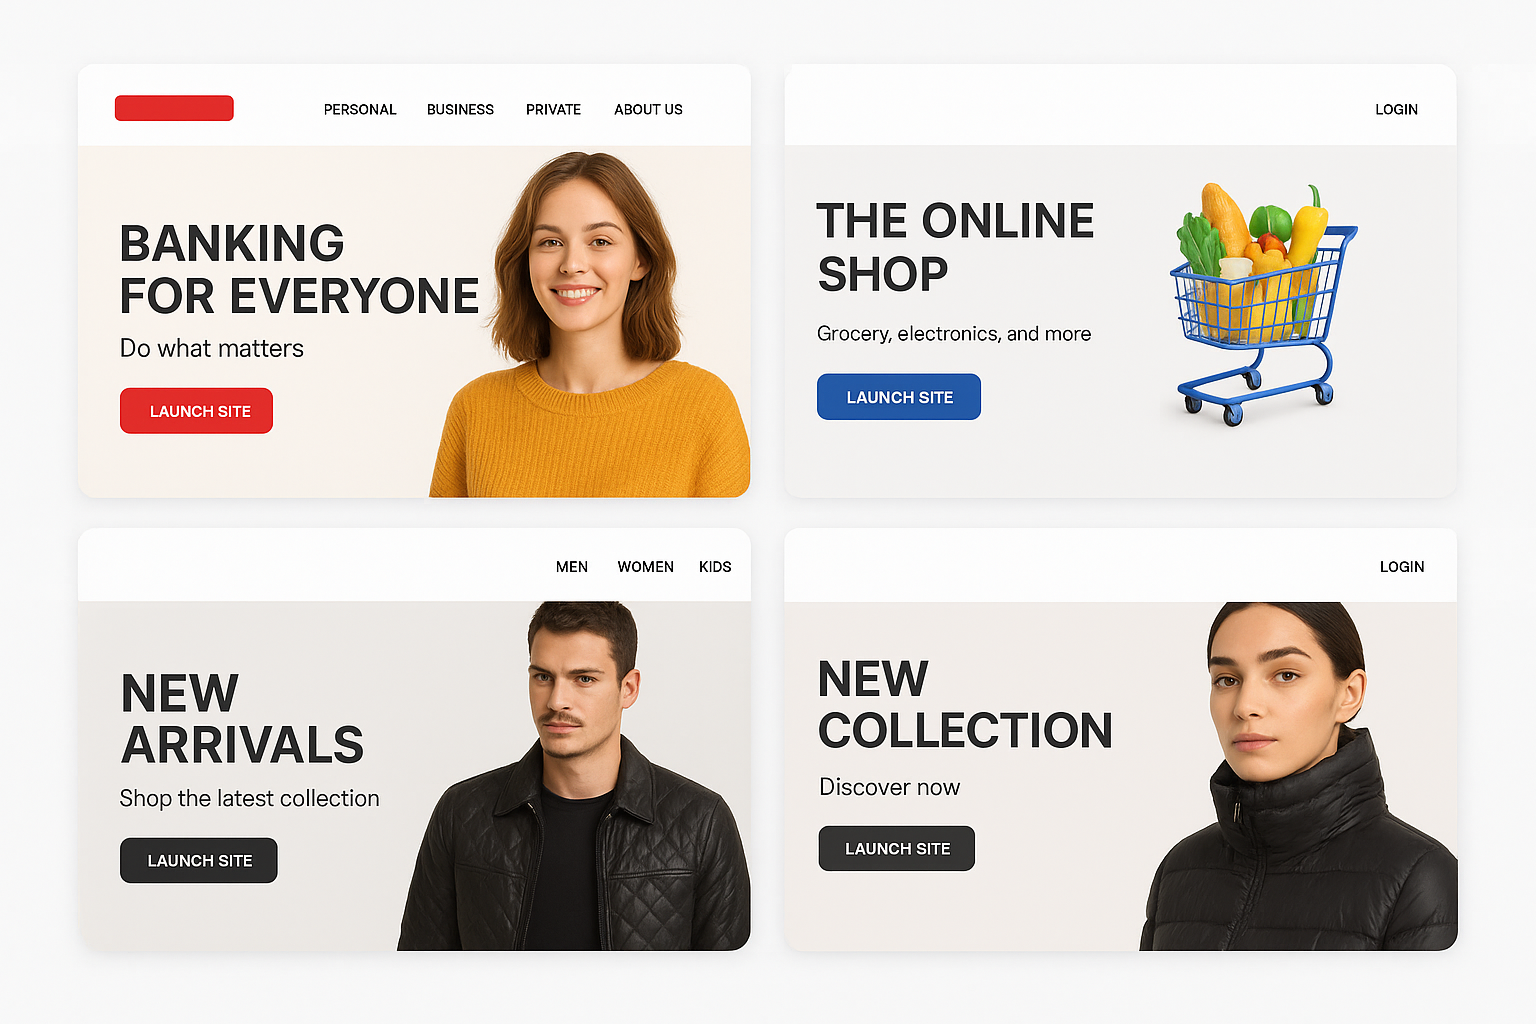 PERSONAL BUSINESS PRIVATE ABOUT US
BANKING
FOR EVERYONE
Do what matters
LAUNCH SITE
LOGIN
THE ONLINE
SHOP
Grocery, electronics, and more
LAUNCH SITE
MEN WOMEN KIDS
NEW
ARRIVALS
Shop the latest collection
LAUNCH SITE
LOGIN
NEW
COLLECTION
Discover now
LAUNCH SITE